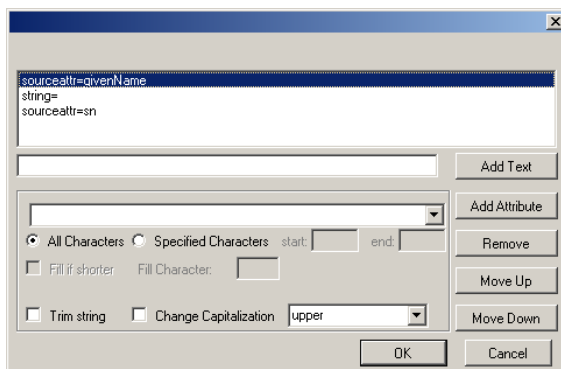 sourceattr=givenName
string=
sourceattr=sn
Add Text
Add Attribute
All Characters Specified Characters start: end:
Remove
Fill if shorter Fill Character:
Move Up
Trim string Change Capitalization upper
Move Down
OK Cancel